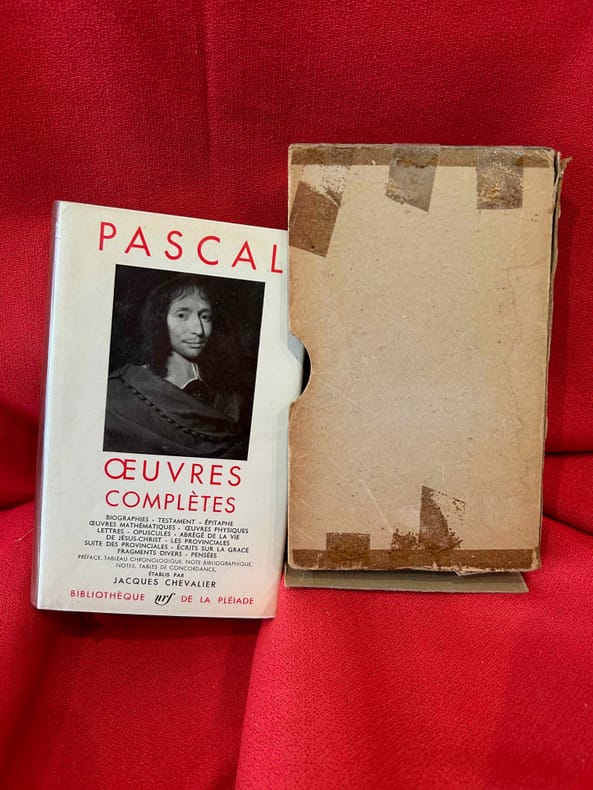 PASCAL
ŒUVRES
COMPLÈTES
BIOGRAPHIES - TESTAMENT - ÉPITAPHE
ŒUVRES MATHÉMATIQUES - ŒUVRES PHYSIQUES
LETTRES - OPUSCULES - ABRÉGÉ DE LA VIE
DE JÉSUS-CHRIST - LES PROVINCIALES
SUITE DES PROVINCIALES - ÉCRITS SUR LA GRACE
FRAGMENTS DIVERS - PENSÉES
PRÉFACE, TABLEAU CHRONOLOGIQUE, NOTE BIBLIOGRAPHIQUE,
NOTES, TABLES DE CONCORDANCE,
ÉTABLIS PAR
JACQUES CHEVALIER
BIBLIOTHÈQUE nrf DE LA PLÉIADE